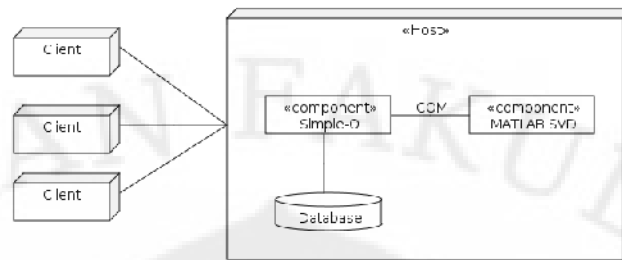 Client
Client
Client
«Host»
«component»
Simple-O
COM
«component»
MATLAB SVD
Database